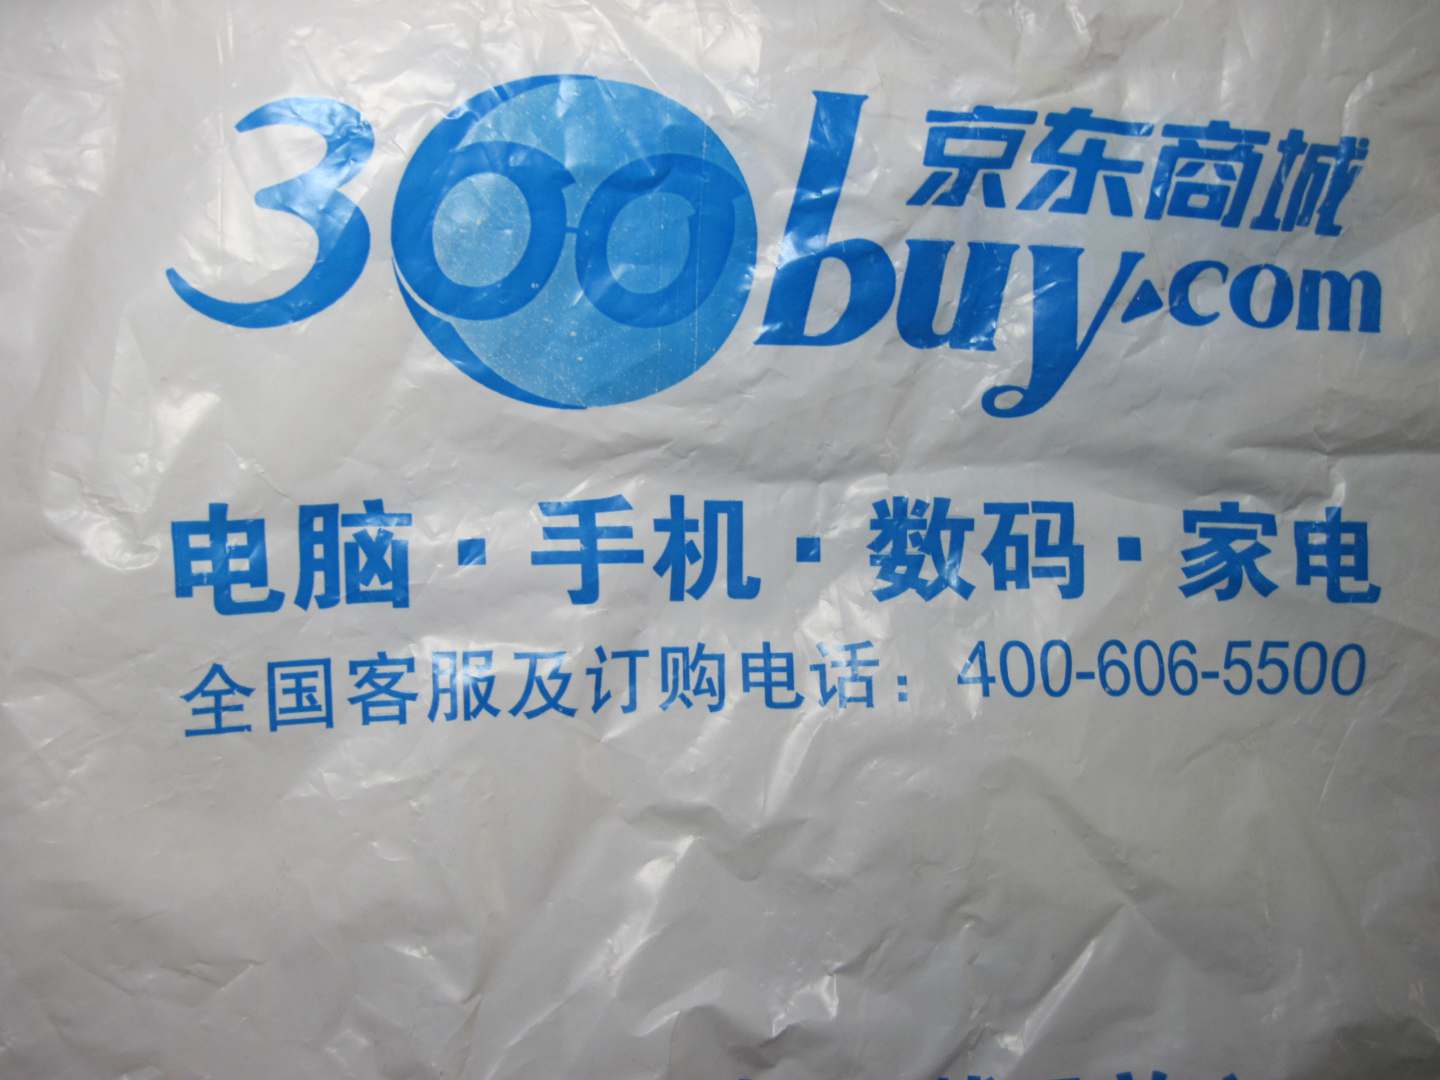 360buy.com 京东商城
电脑·手机·数码·家电
全国客服及订购电话：400-606-5500